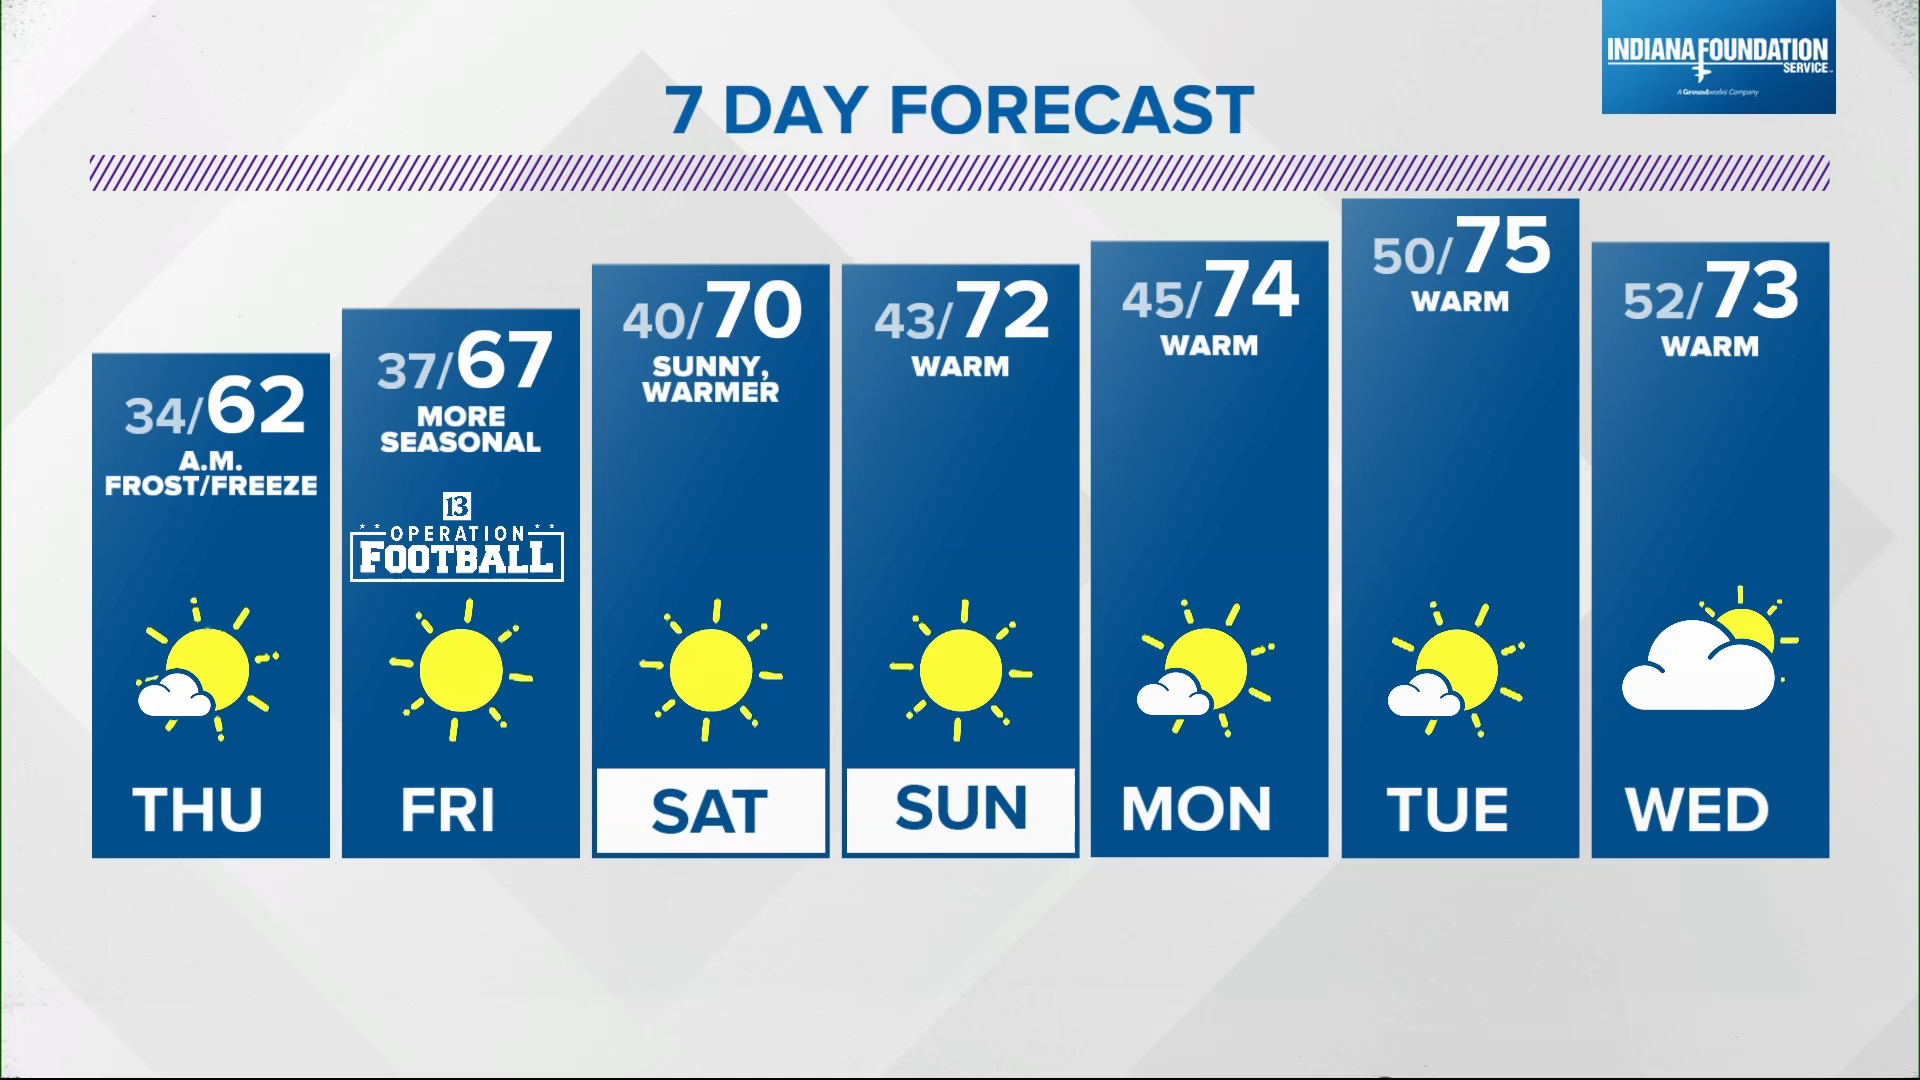 INDIANA FOUNDATION
SERVICE
A Groundworks Company
7 DAY FORECAST
34/62
A.M.
FROST/FREEZE
THU
37/67
MORE
SEASONAL
13
OPERATION
FOOTBALL
FRI
40/70
SUNNY,
WARMER
SAT
43/72
WARM
SUN
45/74
WARM
MON
50/75
WARM
TUE
52/73
WARM
WED